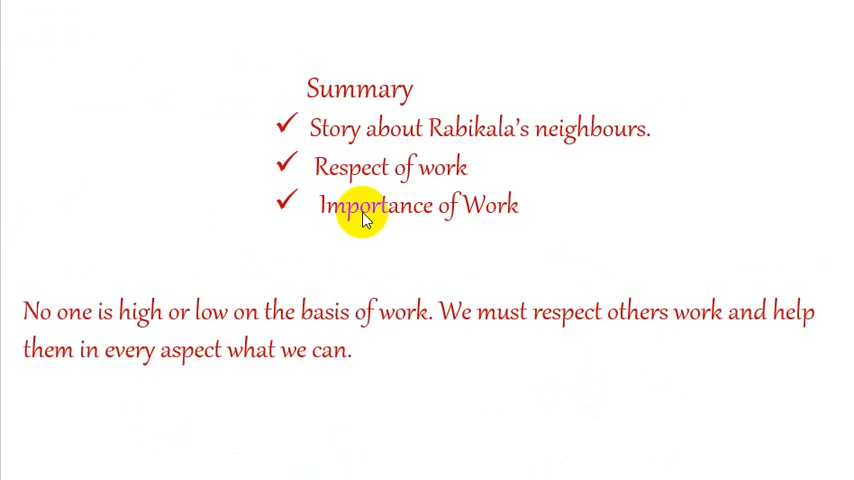 Summary
✓ Story about Rabikala's neighbours.
✓ Respect of work
✓ Importance of Work
No one is high or low on the basis of work. We must respect others work and help
them in every aspect what we can.